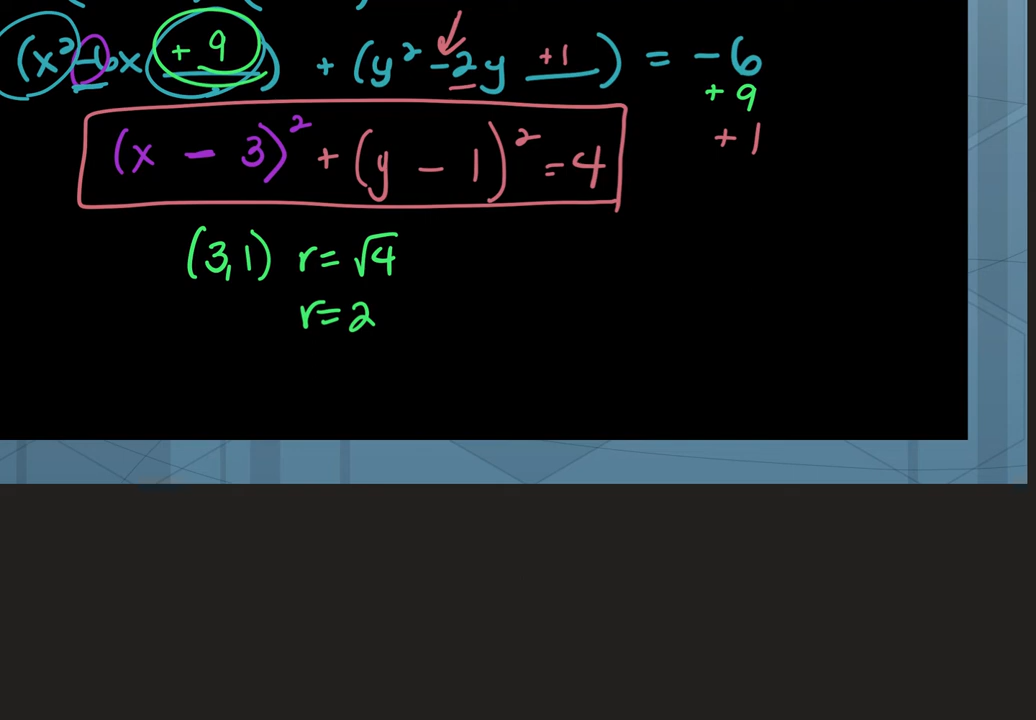 (x² - 6x + 9) + (y² - 2y + 1) = -6
+ 9
(x - 3)² + (y - 1)² = 4
+ 1
(3, 1) r = √4
r = 2